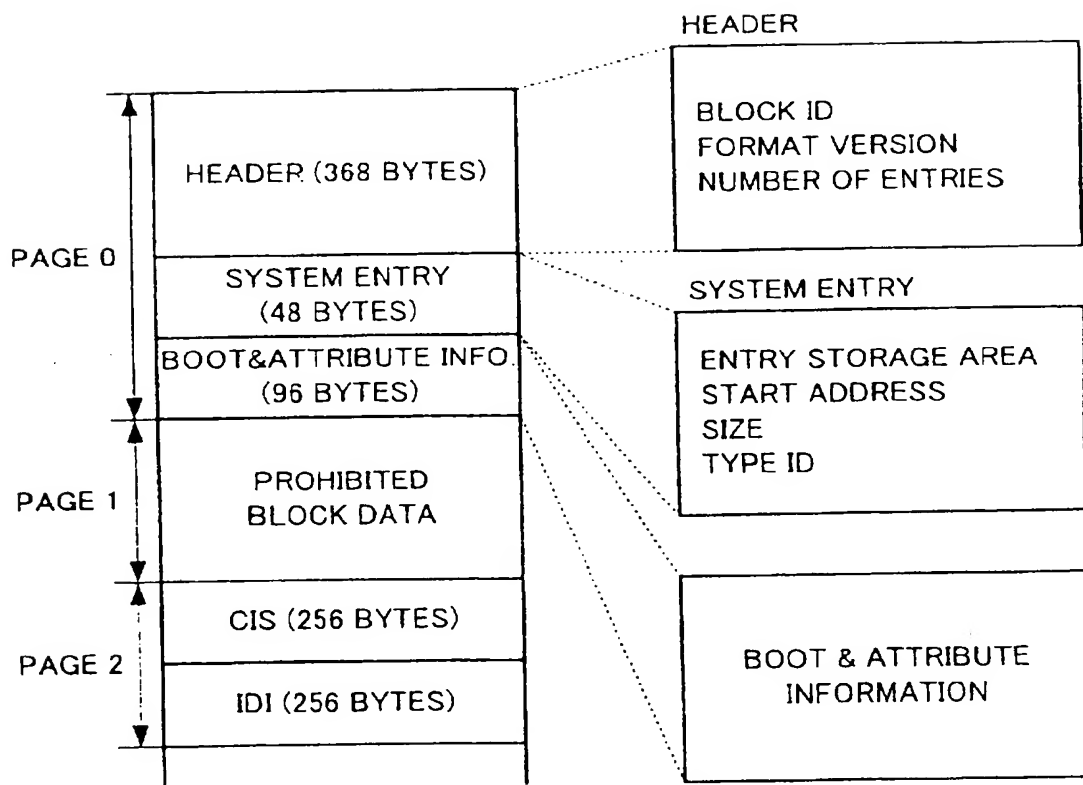 HEADER
BLOCK ID
FORMAT VERSION
NUMBER OF ENTRIES
HEADER (368 BYTES)
PAGE 0
SYSTEM ENTRY
(48 BYTES)
BOOT&ATTRIBUTE INFO.
(96 BYTES)
SYSTEM ENTRY
ENTRY STORAGE AREA
START ADDRESS
SIZE
TYPE ID
PAGE 1
PROHIBITED
BLOCK DATA
PAGE 2
CIS (256 BYTES)
IDI (256 BYTES)
BOOT & ATTRIBUTE
INFORMATION